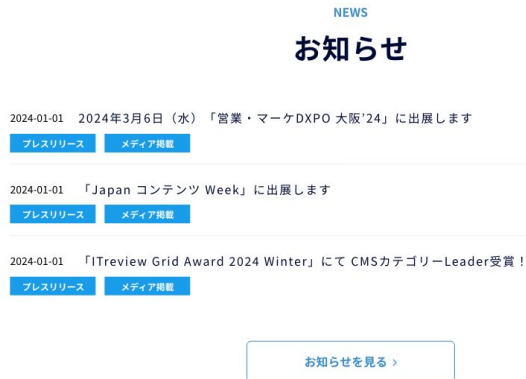 NEWS
お知らせ
2024-01-01 2024年3月6日（水）「営業・マーケDXPO 大阪'24」に出展します
プレスリリース メディア掲載
2024-01-01 「Japan コンテンツ Week」に出展します
プレスリリース メディア掲載
2024-01-01 「ITreview Grid Award 2024 Winter」にて CMSカテゴリーLeader受賞！
プレスリリース メディア掲載
お知らせを見る >